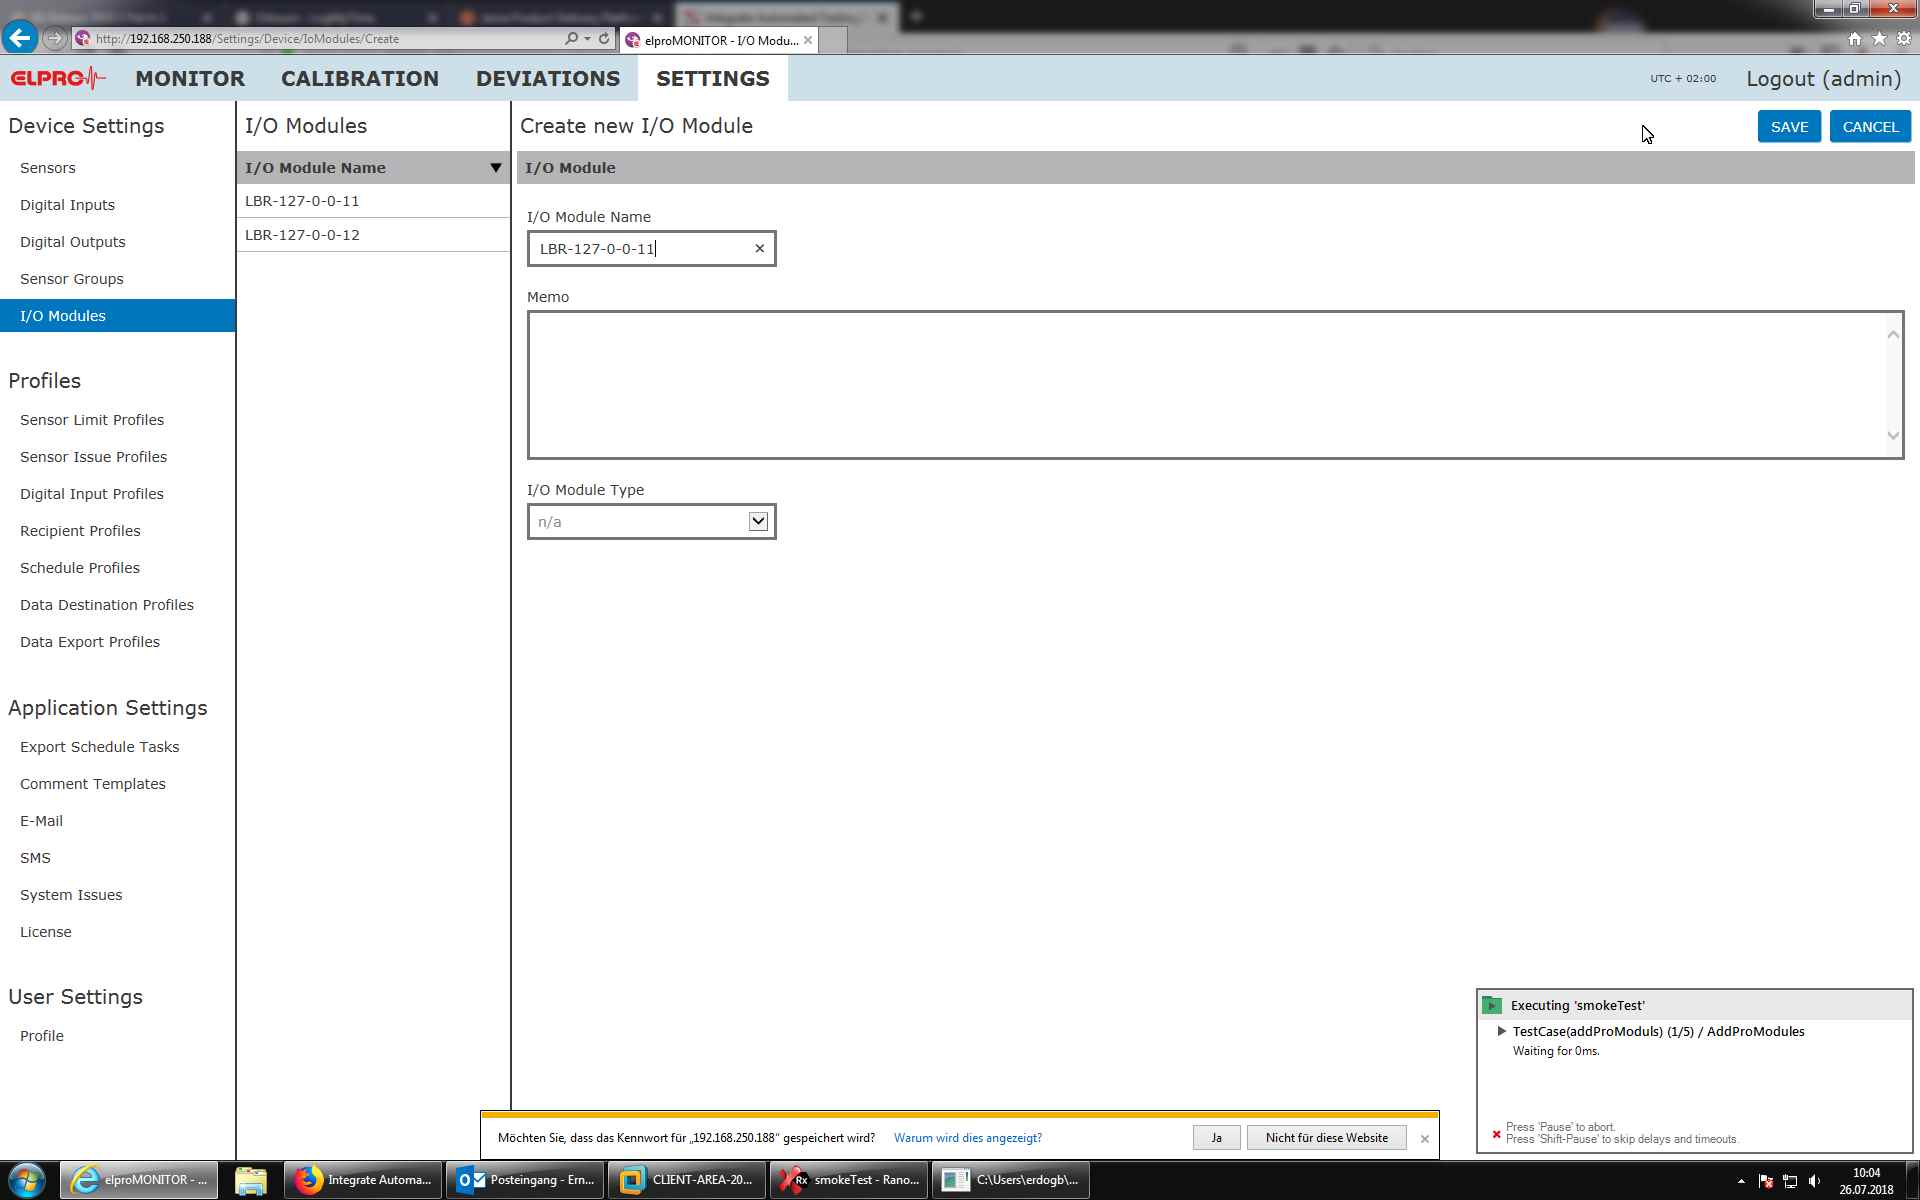 http://192.168.250.188/Settings/Device/IoModules/Create
elproMONITOR - I/O Modu...
ELPRO
MONITOR
CALIBRATION
DEVIATIONS
SETTINGS
UTC + 02:00
Logout (admin)
Device Settings
Sensors
Digital Inputs
Digital Outputs
Sensor Groups
I/O Modules
Profiles
Sensor Limit Profiles
Sensor Issue Profiles
Digital Input Profiles
Recipient Profiles
Schedule Profiles
Data Destination Profiles
Data Export Profiles
Application Settings
Export Schedule Tasks
Comment Templates
E-Mail
SMS
System Issues
License
User Settings
Profile
I/O Modules
I/O Module Name
LBR-127-0-0-11
LBR-127-0-0-12
Create new I/O Module
SAVE
CANCEL
I/O Module
I/O Module Name
LBR-127-0-0-11
Memo
I/O Module Type
n/a
Executing 'smokeTest'
TestCase(addProModuls) (1/5) / AddProModules
Waiting for 0ms.
Press 'Pause' to abort.
Press 'Shift-Pause' to skip delays and timeouts.
Möchten Sie, dass das Kennwort für „192.168.250.188“ gespeichert wird?
Warum wird dies angezeigt?
Ja
Nicht für diese Website
elproMONITOR - ...
Integrate Automa...
Posteingang - Ern...
CLIENT-AREA-20...
Rx
smokeTest - Rano...
C:\Users\erdogb\...
10:04
26.07.2018